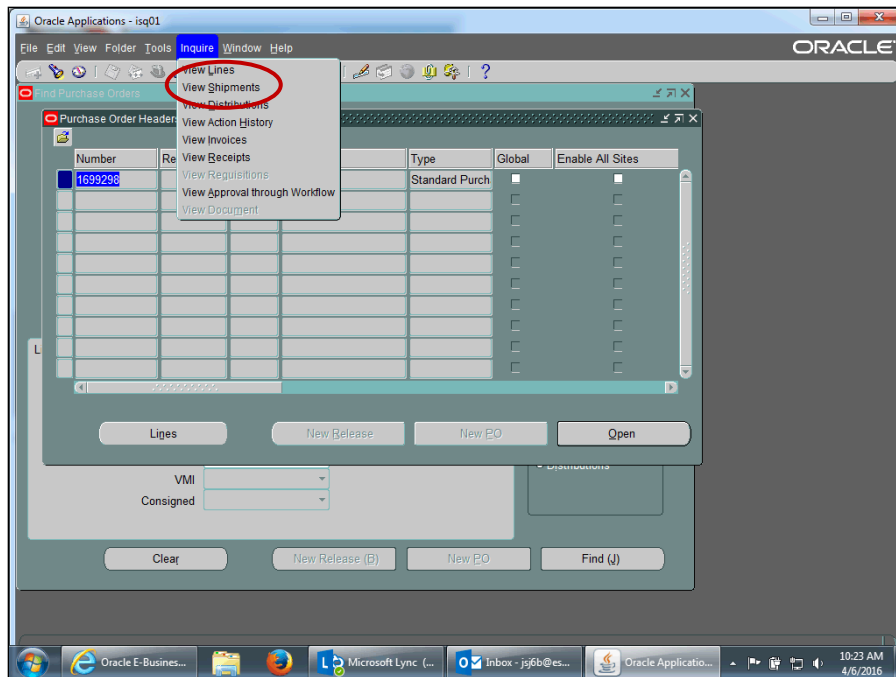 Oracle Applications - isq01
File Edit View Folder Tools Inquire Window Help
ORACLE
View Lines
View Shipments
View Distributions
View Action History
View Invoices
View Receipts
View Requisitions
View Approval through Workflow
View Document
?
Find Purchase Orders
Purchase Order Headers
Number Re Type Global Enable All Sites
1699298 Standard Purch
L
Lines New Release New PO Open
Distributions
VMI
Consigned
Clear New Release (B) New PO Find (J)
Oracle E-Busines... Microsoft Lync (... Inbox - jsj6b@es... Oracle Applicatio... 10:23 AM
4/6/2016